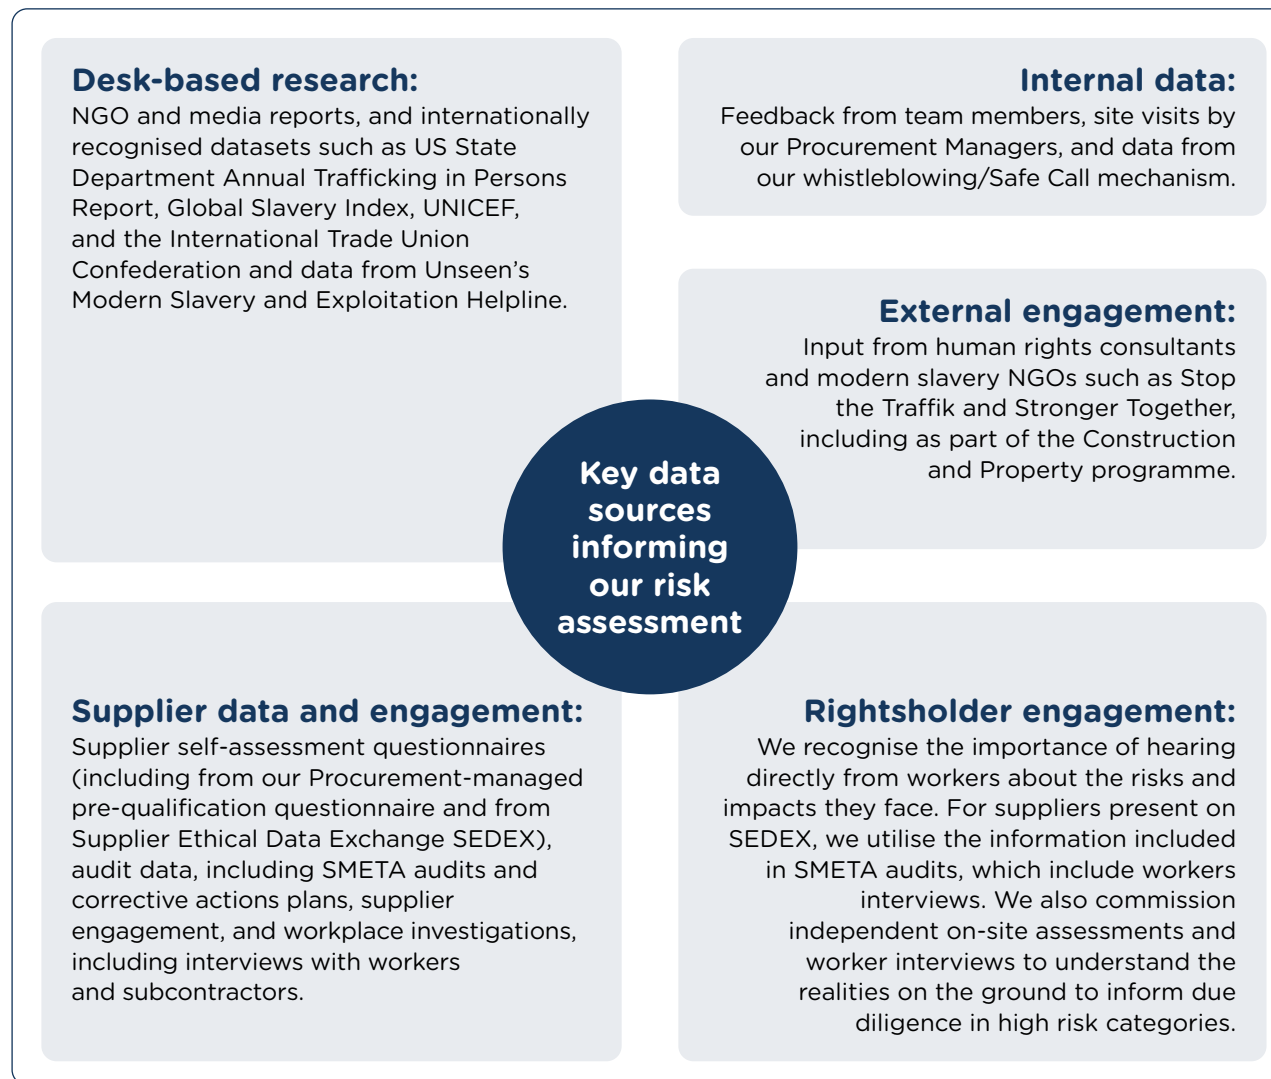 Desk-based research:
NGO and media reports, and internationally
recognised datasets such as US State
Department Annual Trafficking in Persons
Report, Global Slavery Index, UNICEF,
and the International Trade Union
Confederation and data from Unseen’s
Modern Slavery and Exploitation Helpline.
Internal data:
Feedback from team members, site visits by
our Procurement Managers, and data from
our whistleblowing/Safe Call mechanism.
External engagement:
Input from human rights consultants
and modern slavery NGOs such as Stop
the Traffik and Stronger Together,
including as part of the Construction
and Property programme.
Key data
sources
informing
our risk
assessment
Supplier data and engagement:
Supplier self-assessment questionnaires
(including from our Procurement-managed
pre-qualification questionnaire and from
Supplier Ethical Data Exchange SEDEX),
audit data, including SMETA audits and
corrective actions plans, supplier
engagement, and workplace investigations,
including interviews with workers
and subcontractors.
Rightsholder engagement:
We recognise the importance of hearing
directly from workers about the risks and
impacts they face. For suppliers present on
SEDEX, we utilise the information included
in SMETA audits, which include workers
interviews. We also commission
independent on-site assessments and
worker interviews to understand the
realities on the ground to inform due
diligence in high risk categories.